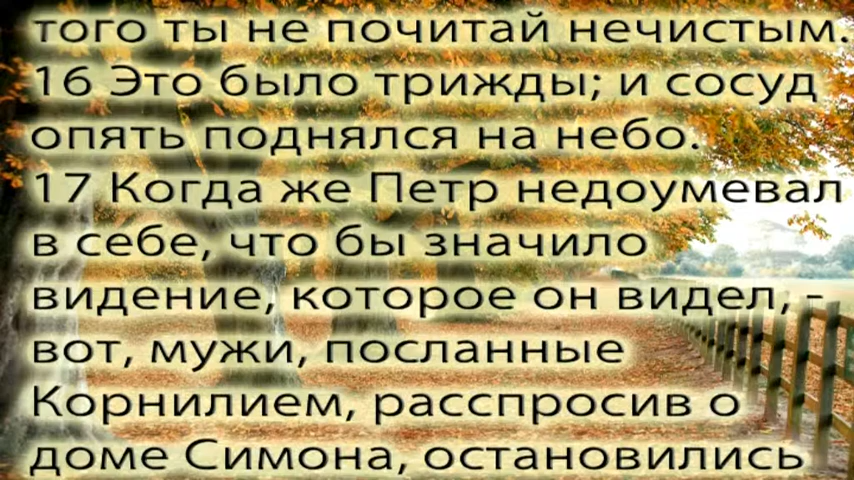 того ты не почитай нечистым.
16 Это было трижды; и сосуд
опять поднялся на небо.
17 Когда же Петр недоумевал
в себе, что бы значило
видение, которое он видел, -
вот, мужи, посланные
Корнилием, расспросив о
доме Симона, остановились